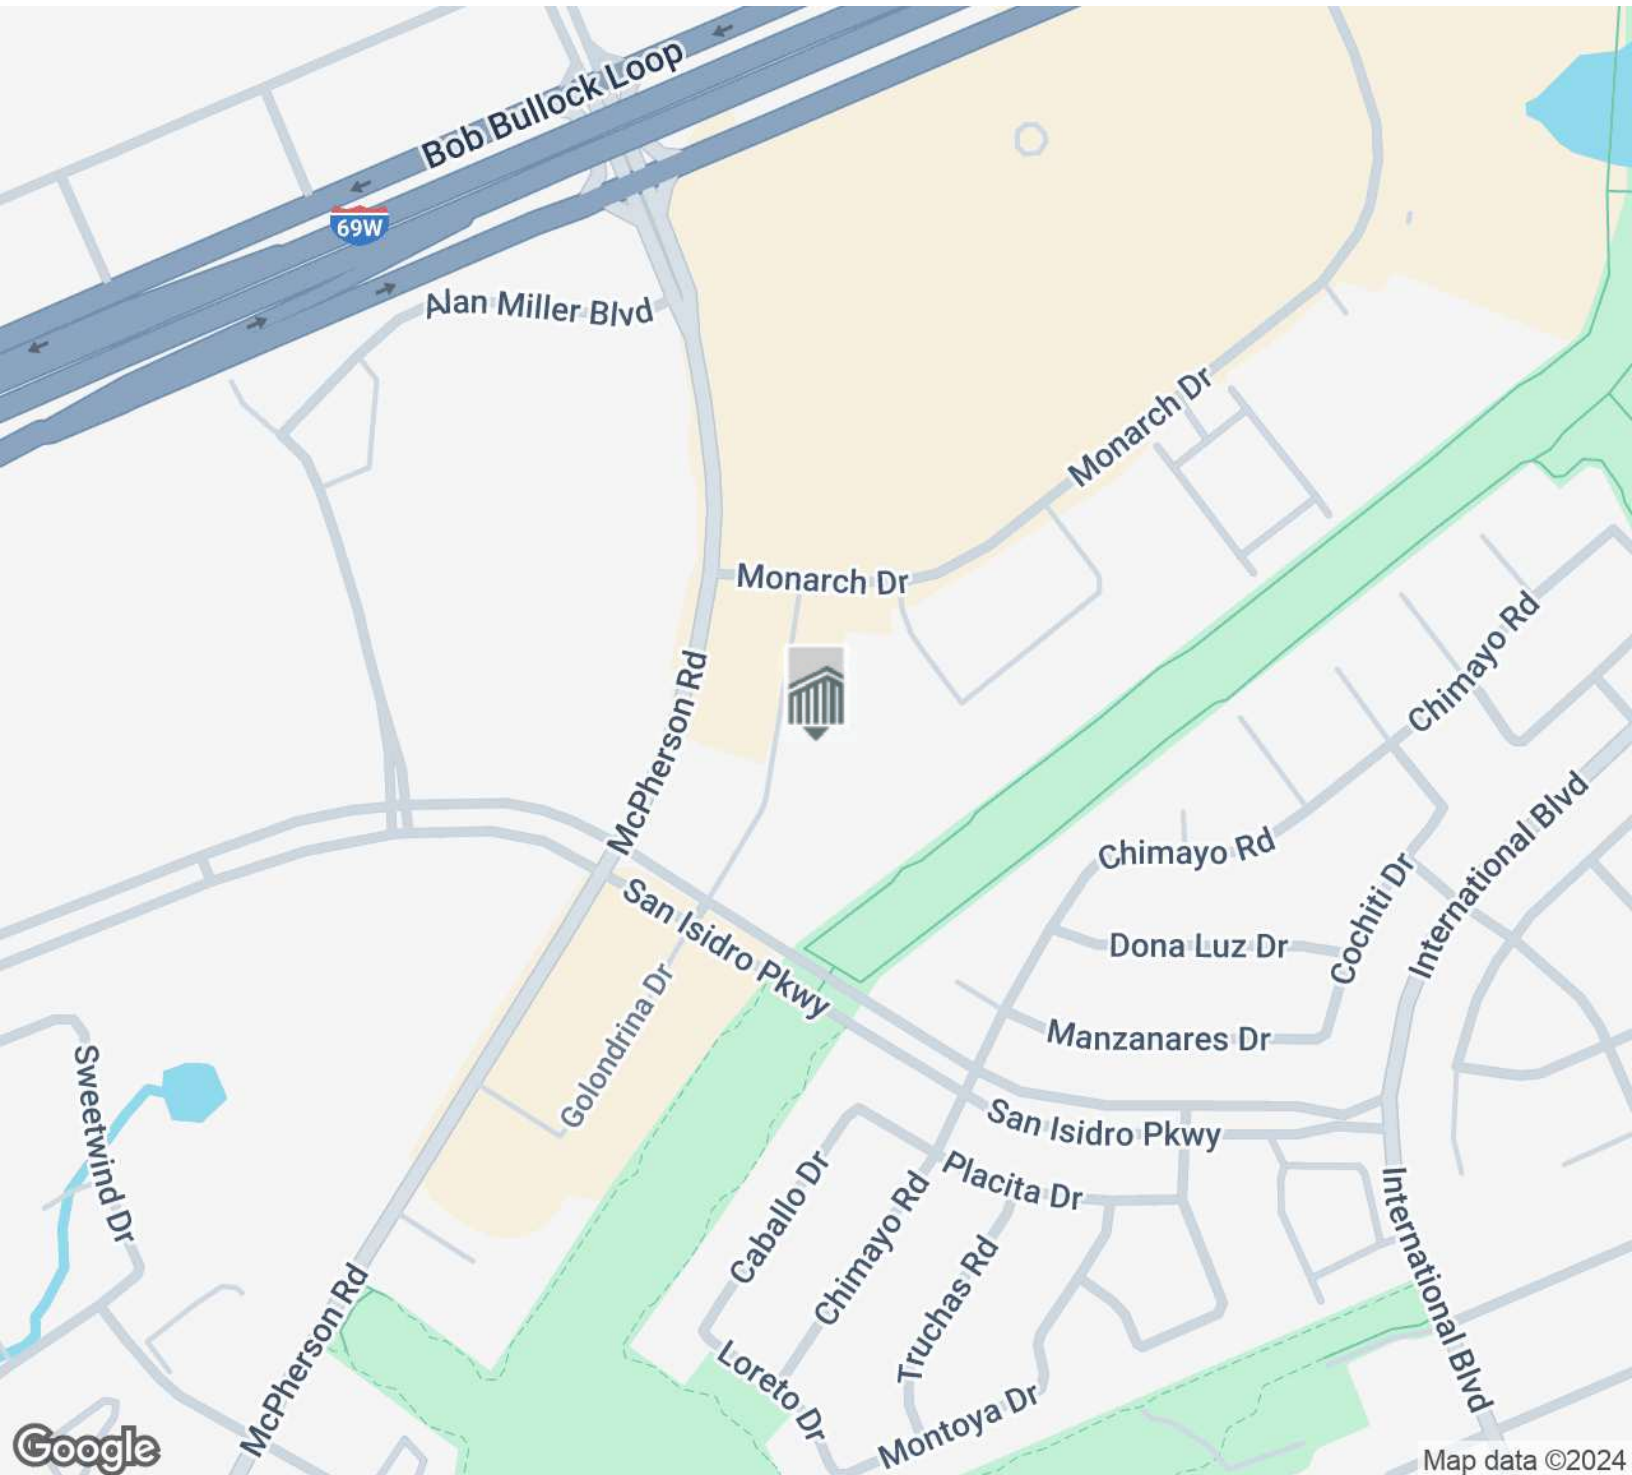 Bob Bullock Loop
69W
Alan Miller Blvd
Monarch Dr
Monarch Dr
McPherson Rd
Chimayo Rd
International Blvd
Chimayo Rd
Cochiti Dr
San Isidro Pkwy
Dona Luz Dr
Golondrina Dr
Manzanares Dr
Sweetwind Dr
San Isidro Pkwy
Placita Dr
Caballo Dr
Chimayo Rd
Truchas Rd
International Blvd
McPherson Rd
Loreto Dr
Montoya Dr
Google
Map data ©2024